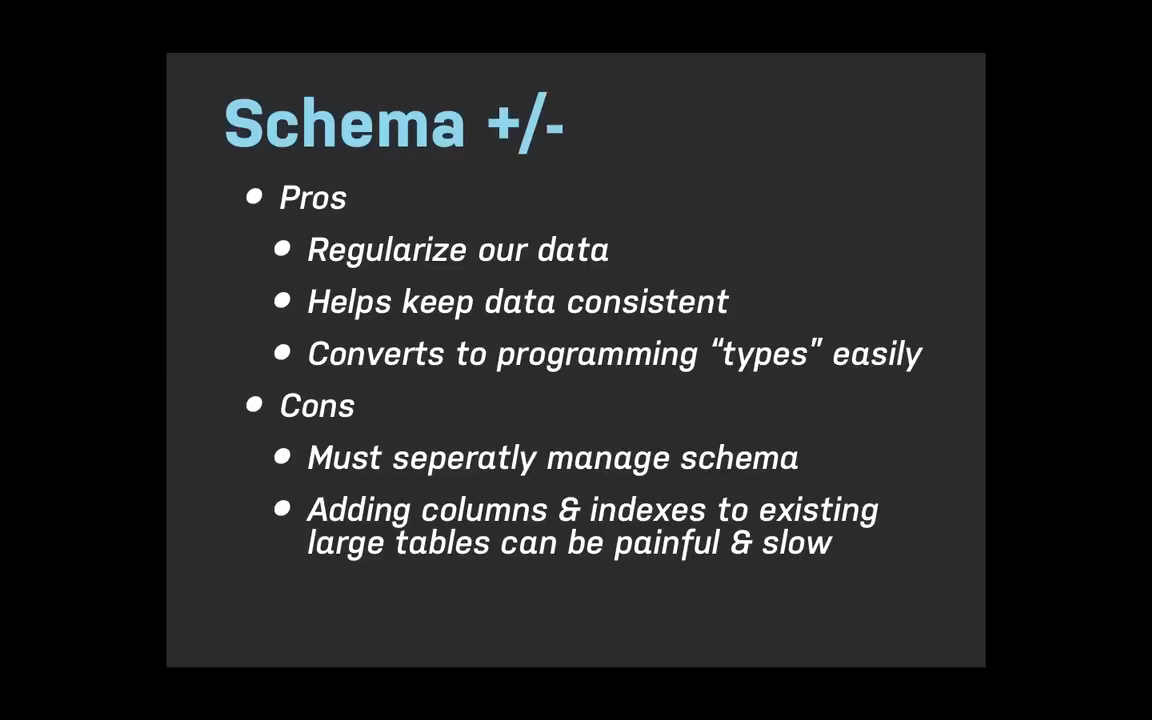 Schema +/-
• Pros
• Regularize our data
• Helps keep data consistent
• Converts to programming “types” easily
• Cons
• Must seperatly manage schema
• Adding columns & indexes to existing
large tables can be painful & slow